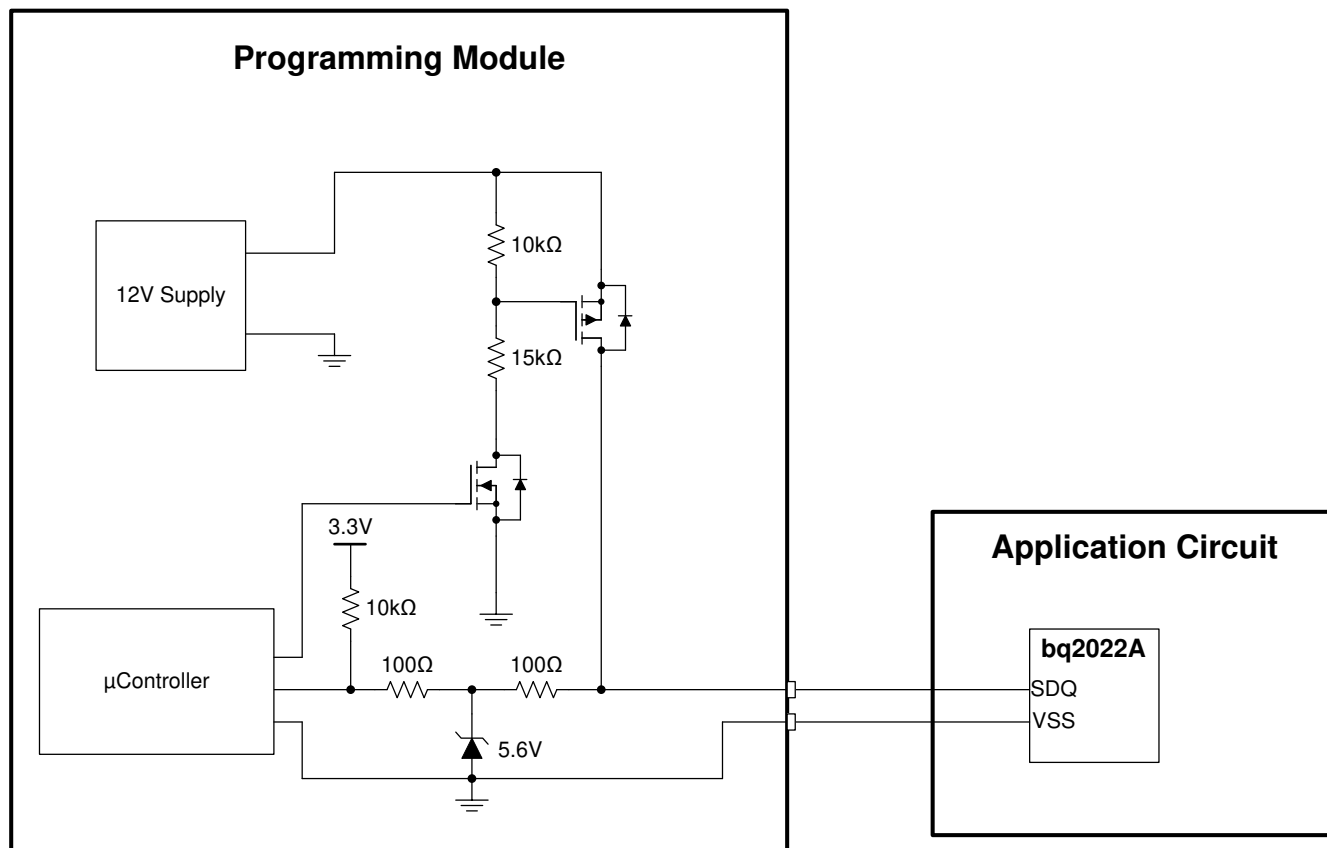 Programming Module
10kΩ
12V Supply
15kΩ
3.3V
Application Circuit
10kΩ
bq2022A
100Ω
100Ω
µController
SDQ
VSS
5.6V